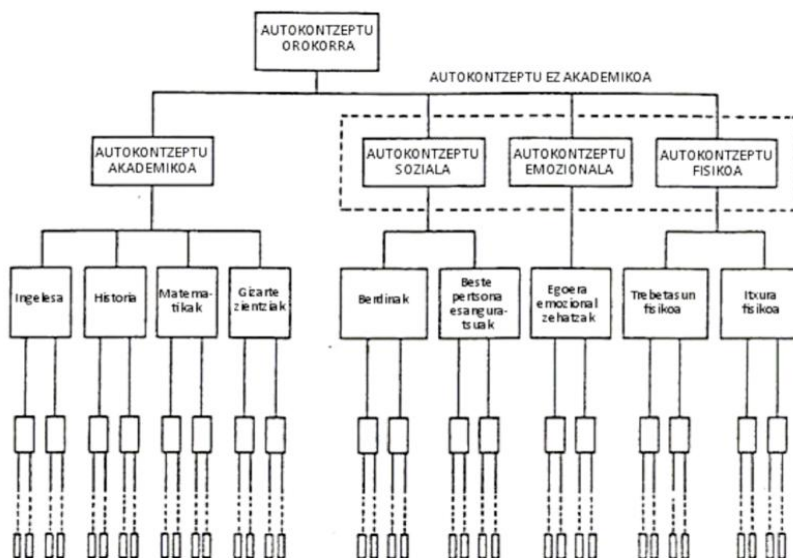 AUTOKONTZEPTU
OROKORRA
AUTOKONTZEPTU EZ AKADEMIKOA
AUTOKONTZEPTU
AKADEMIKOA
AUTOKONTZEPTU
SOZIALA
AUTOKONTZEPTU
EMOZIONALA
AUTOKONTZEPTU
FISIKOA
Ingelesa
Historia
Matema-
tikak
Gizarte
zientziak
Berdinak
Beste
pertsona
esangura-
tsuak
Egoera
emozional
zehatzak
Trebetasun
fisikoa
Itxura
fisikoa